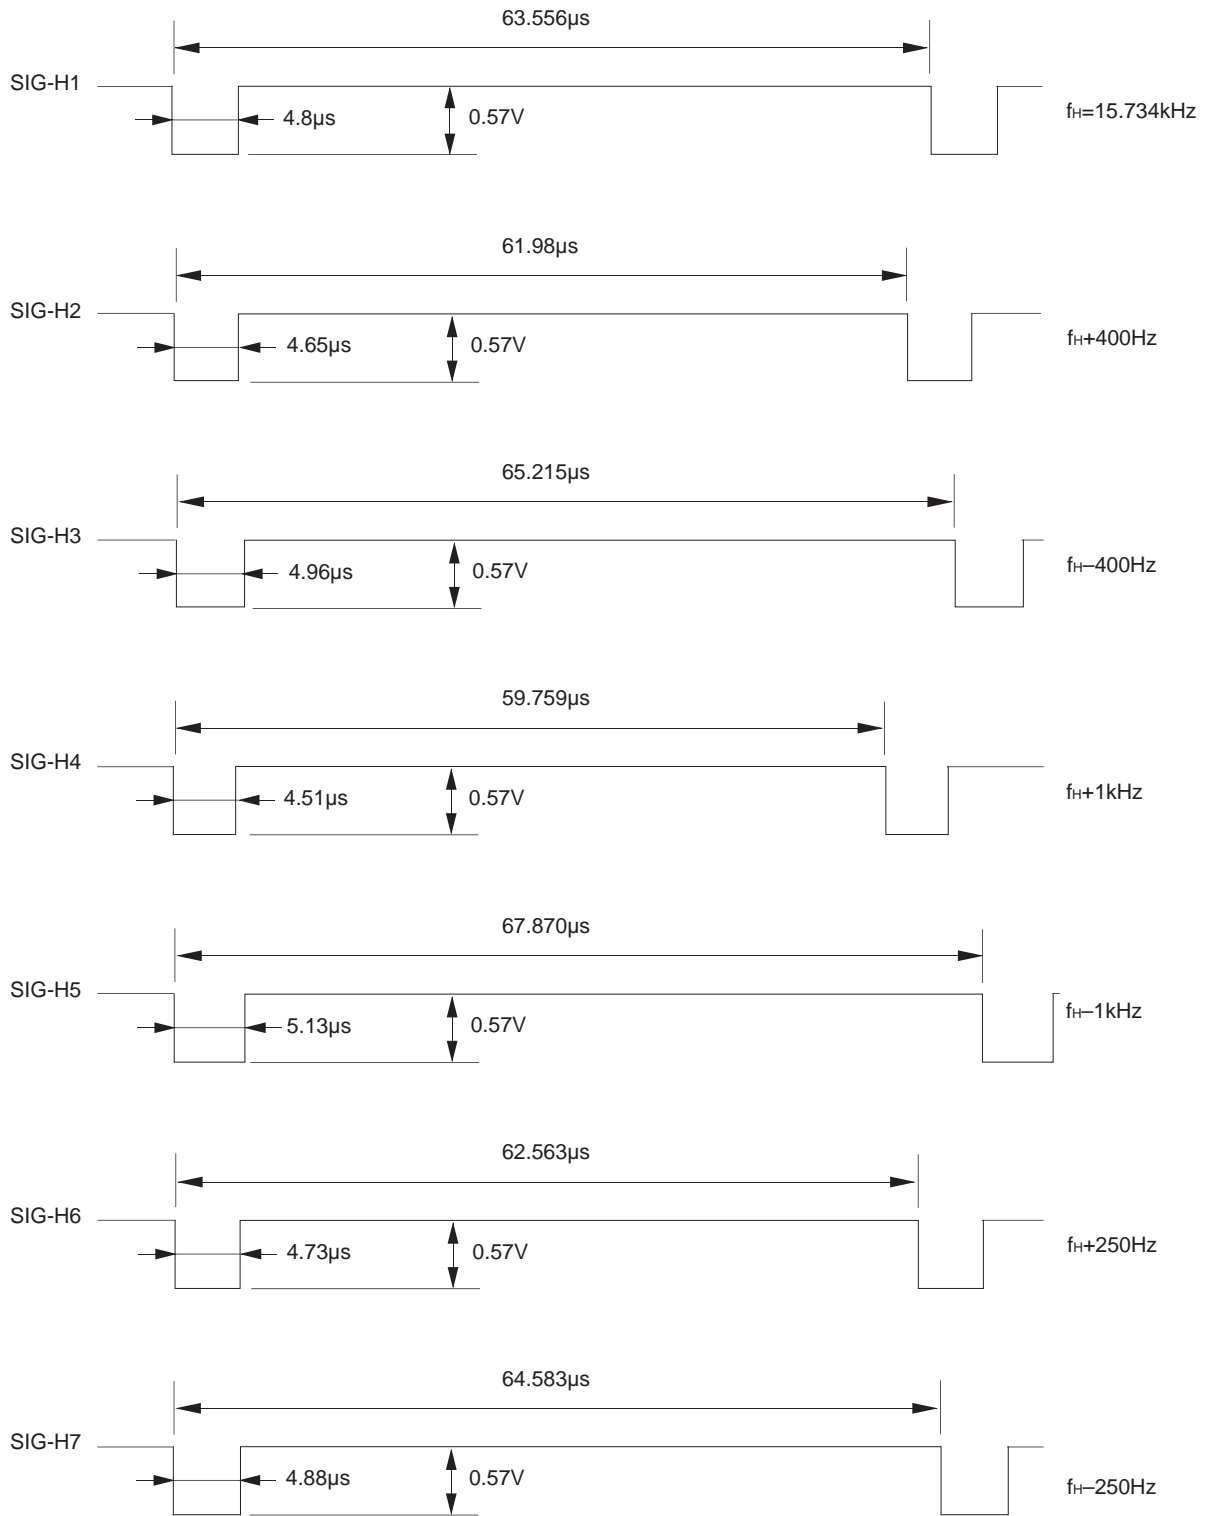 63.556μs
SIG-H1
4.8μs
0.57V
fH=15.734kHz
61.98μs
SIG-H2
4.65μs
0.57V
fH+400Hz
65.215μs
SIG-H3
4.96μs
0.57V
fH–400Hz
59.759μs
SIG-H4
4.51μs
0.57V
fH+1kHz
67.870μs
SIG-H5
5.13μs
0.57V
fH–1kHz
62.563μs
SIG-H6
4.73μs
0.57V
fH+250Hz
64.583μs
SIG-H7
4.88μs
0.57V
fH–250Hz